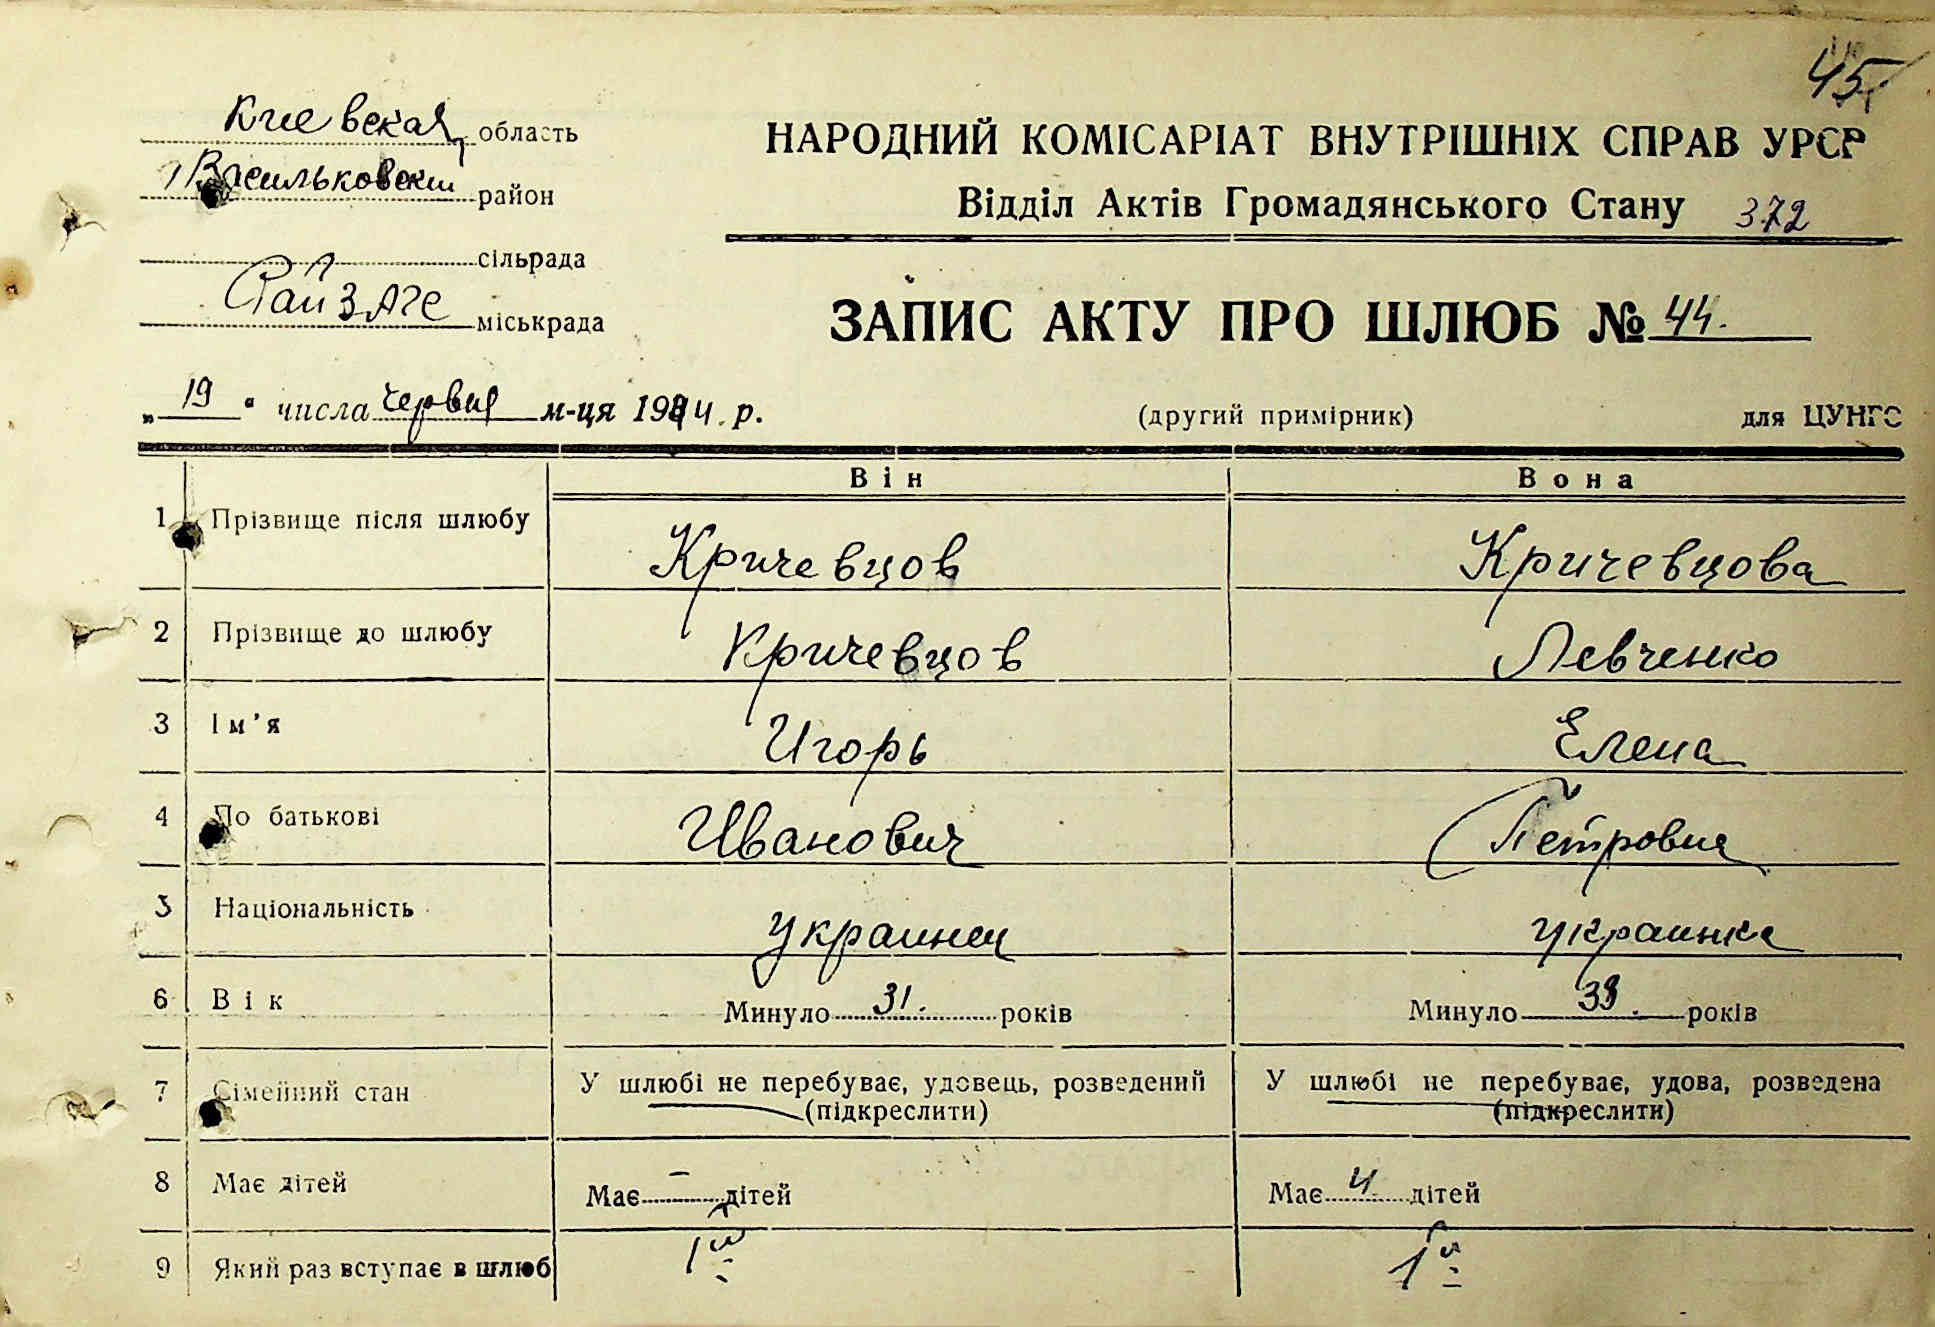 45
Киевская область
Васильковский район
сільрада
РайЗАГС міськрада
НАРОДНИЙ КОМІСАРІАТ ВНУТРІШНІХ СПРАВ УРСР
Відділ Актів Громадянського Стану 372
ЗАПИС АКТУ ПРО ШЛЮБ № 44.
„ 19 " числа червня м-ця 1944. р.
(другий примірник) для ЦУНГО
Він Вона
1 Прізвище після шлюбу Кричевцов Кричевцова
2 Прізвище до шлюбу Кричевцов Левченко
3 Ім'я Игорь Елена
4 По батькові Иванович Петровна
5 Національність украинец украинка
6 Вік Минуло 31. років Минуло 39. років
7 Сімейний стан У шлюбі не перебуває, удовець, розведений У шлюбі не перебуває, удова, розведена
(підкреслити) (підкреслити)
8 Має дітей Має - дітей Має 4 дітей
9 Який раз вступає в шлюб 1й 1й